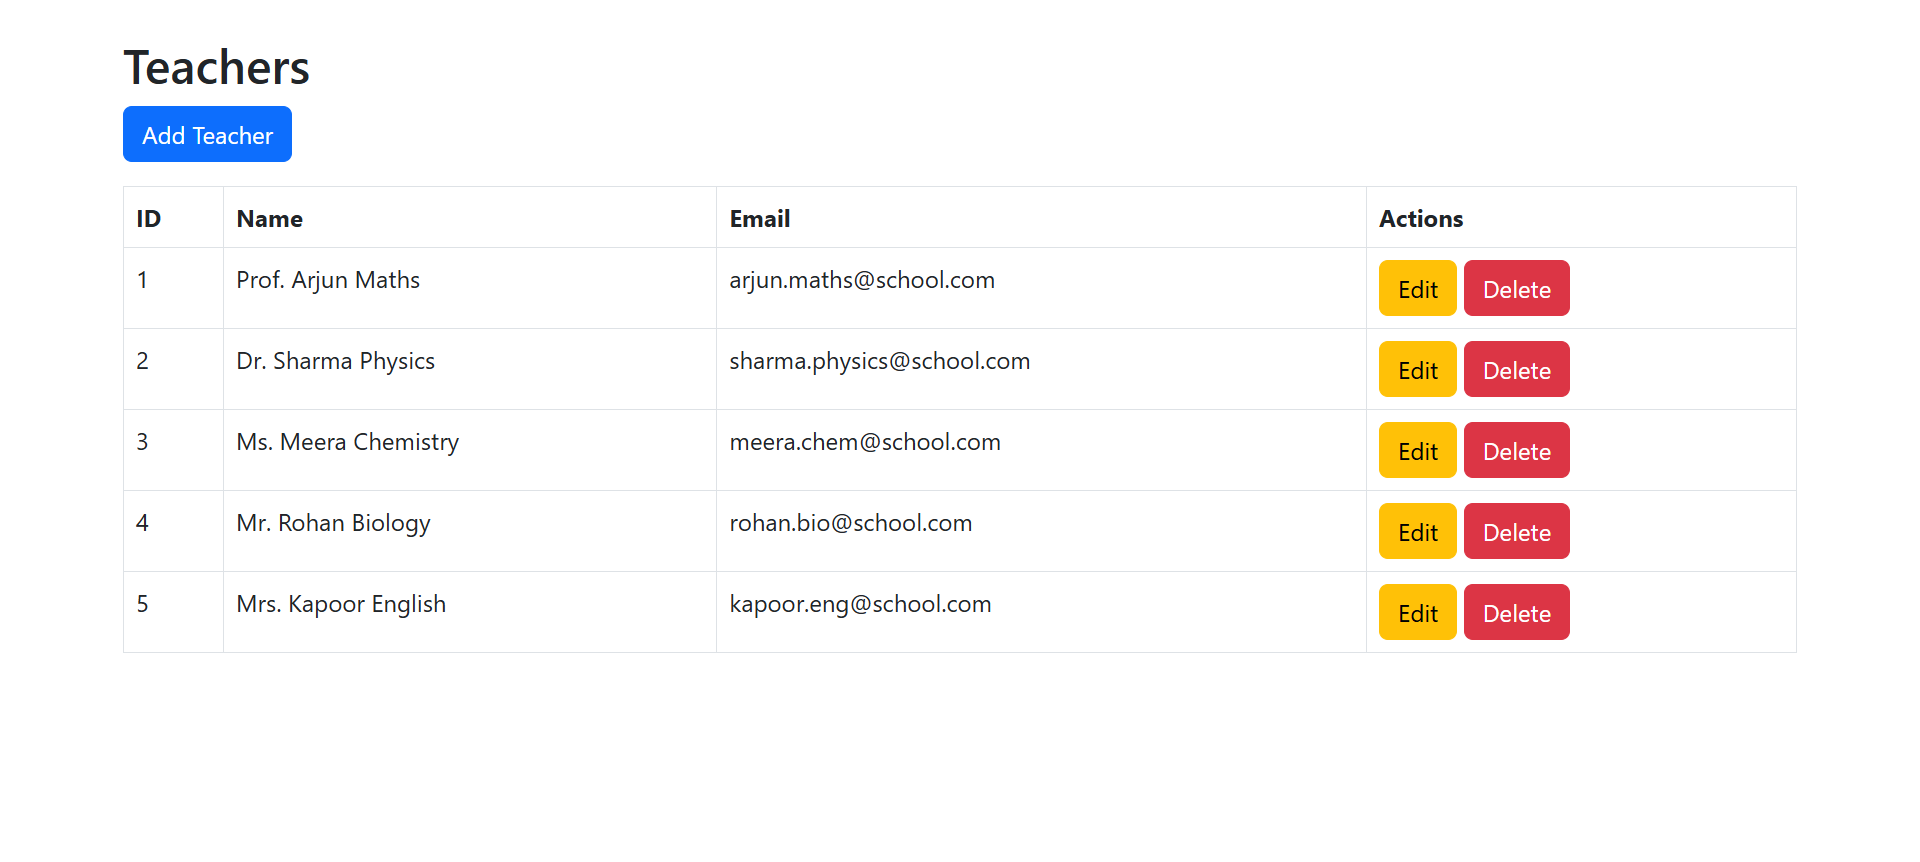 Teachers
Add Teacher
ID Name Email Actions
1 Prof. Arjun Maths arjun.maths@school.com Edit Delete
2 Dr. Sharma Physics sharma.physics@school.com Edit Delete
3 Ms. Meera Chemistry meera.chem@school.com Edit Delete
4 Mr. Rohan Biology rohan.bio@school.com Edit Delete
5 Mrs. Kapoor English kapoor.eng@school.com Edit Delete